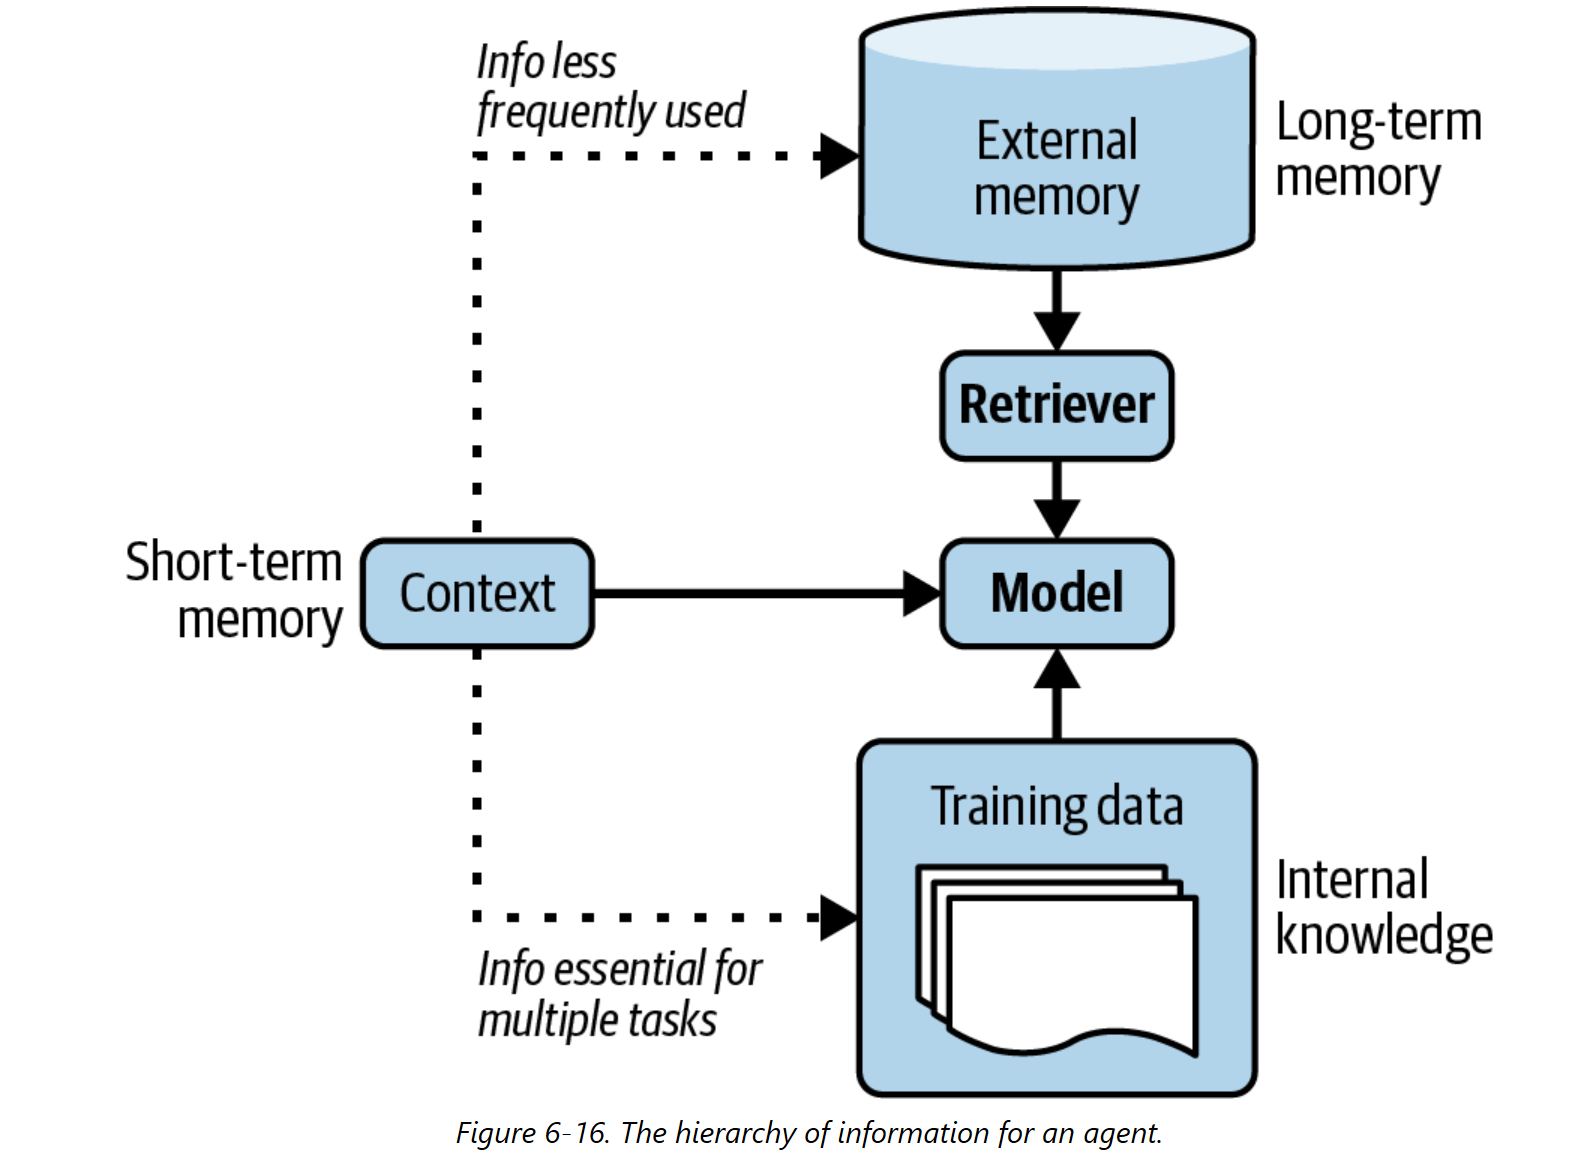 Info less
frequently used
External
memory
Long-term
memory
Retriever
Short-term
memory
Context
Model
Training data
Internal
knowledge
Info essential for
multiple tasks
Figure 6-16. The hierarchy of information for an agent.